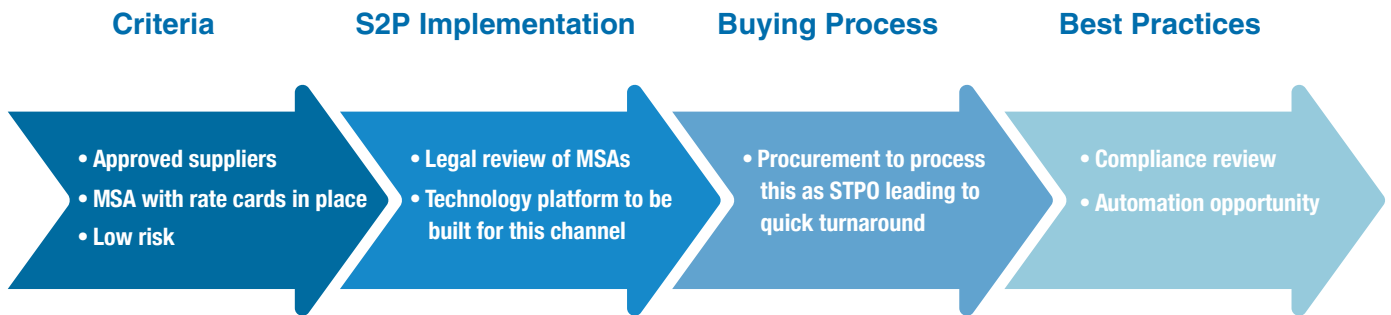 Criteria
S2P Implementation
Buying Process
Best Practices
• Approved suppliers
• MSA with rate cards in place
• Low risk
• Legal review of MSAs
• Technology platform to be
built for this channel
• Procurement to process
this as STPO leading to
quick turnaround
• Compliance review
• Automation opportunity